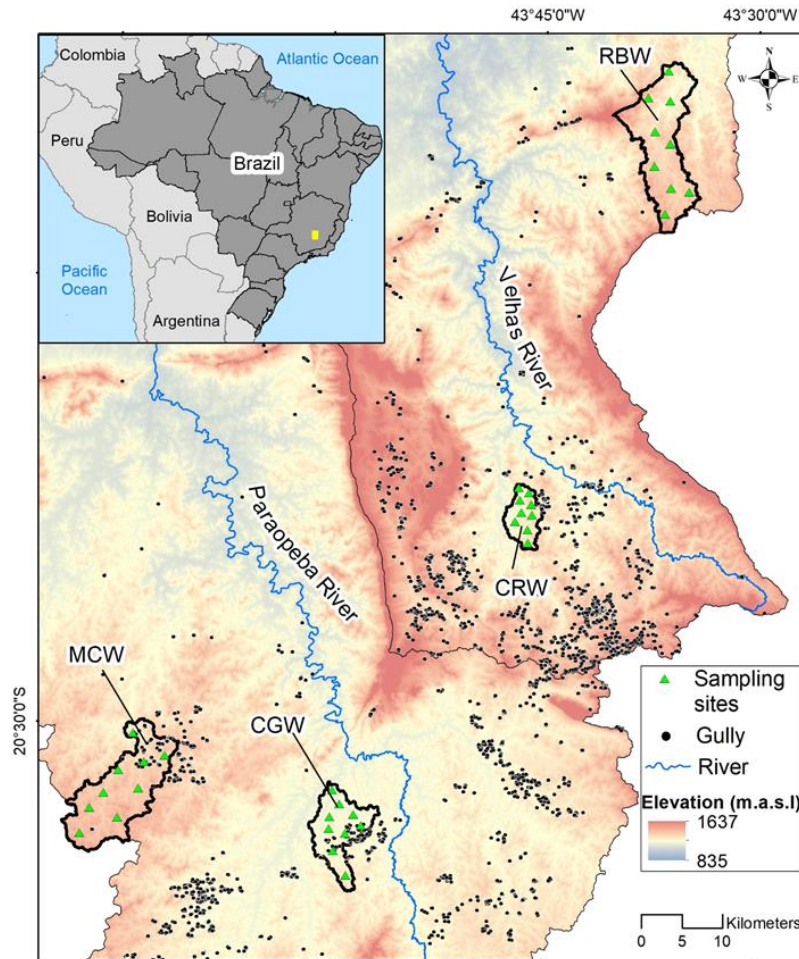 43°45'0"W
43°30'0"W
Colombia
Atlantic Ocean
RBW
N
W
E
S
Peru
Brazil
Bolivia
Pacific
Ocean
Argentina
Velhas River
Paraopeba River
CRW
MCW
CGW
20°30'0"S
Sampling
sites
Gully
River
Elevation (m.a.s.l)
1637
835
Kilometers
0 5 10